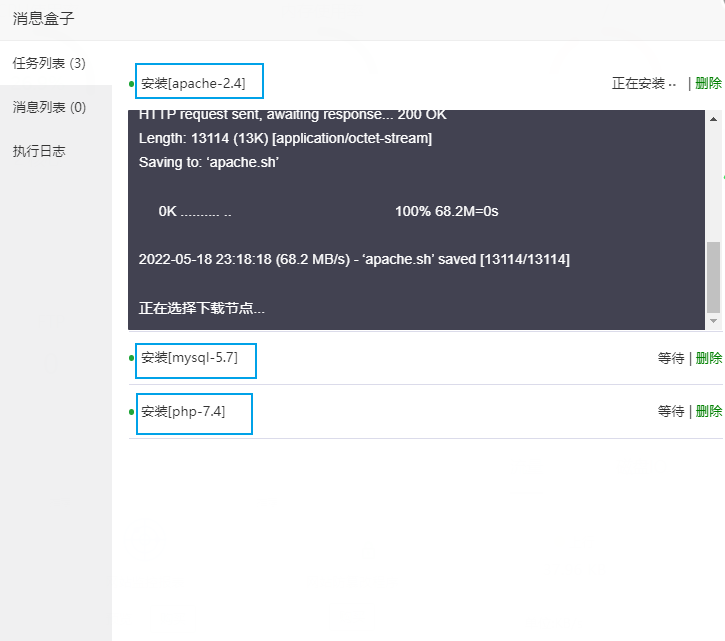 消息盒子
任务列表 (3)
消息列表 (0)
执行日志
安装[apache-2.4] 正在安装 ·· | 删除
HTTP request sent, awaiting response... 200 OK
Length: 13114 (13K) [application/octet-stream]
Saving to: ‘apache.sh’
0K .......... .. 100% 68.2M=0s
2022-05-18 23:18:18 (68.2 MB/s) - ‘apache.sh’ saved [13114/13114]
正在选择下载节点...
安装[mysql-5.7] 等待 | 删除
安装[php-7.4] 等待 | 删除